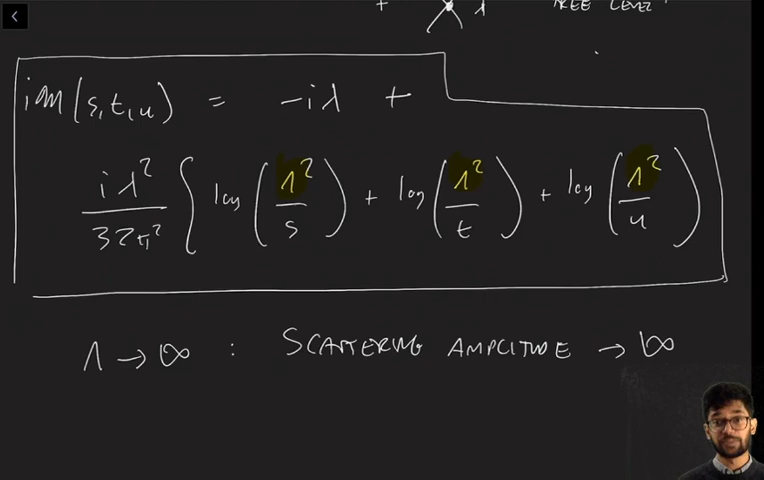 + λ TREE LEVEL
iM(s,t,u) = -iλ +
iλ²/32π² { log(Λ²/s) + log(Λ²/t) + log(Λ²/u)
Λ → ∞ : SCATTERING AMPLITUDE → ∞